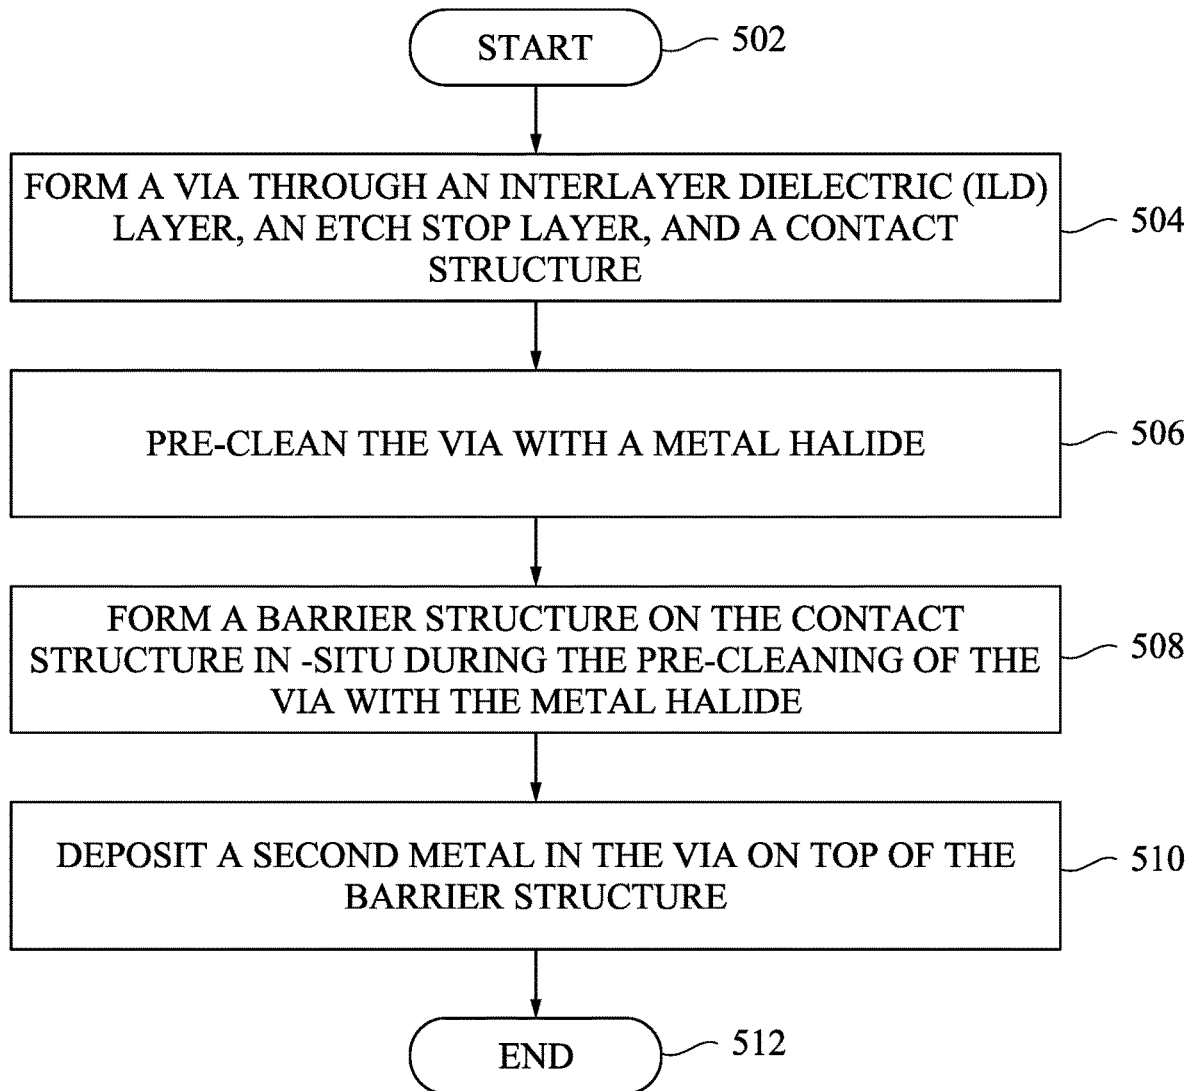 START
502
FORM A VIA THROUGH AN INTERLAYER DIELECTRIC (ILD)
LAYER, AN ETCH STOP LAYER, AND A CONTACT
STRUCTURE
504
PRE-CLEAN THE VIA WITH A METAL HALIDE
506
FORM A BARRIER STRUCTURE ON THE CONTACT
STRUCTURE IN -SITU DURING THE PRE-CLEANING OF THE
VIA WITH THE METAL HALIDE
508
DEPOSIT A SECOND METAL IN THE VIA ON TOP OF THE
BARRIER STRUCTURE
510
END
512